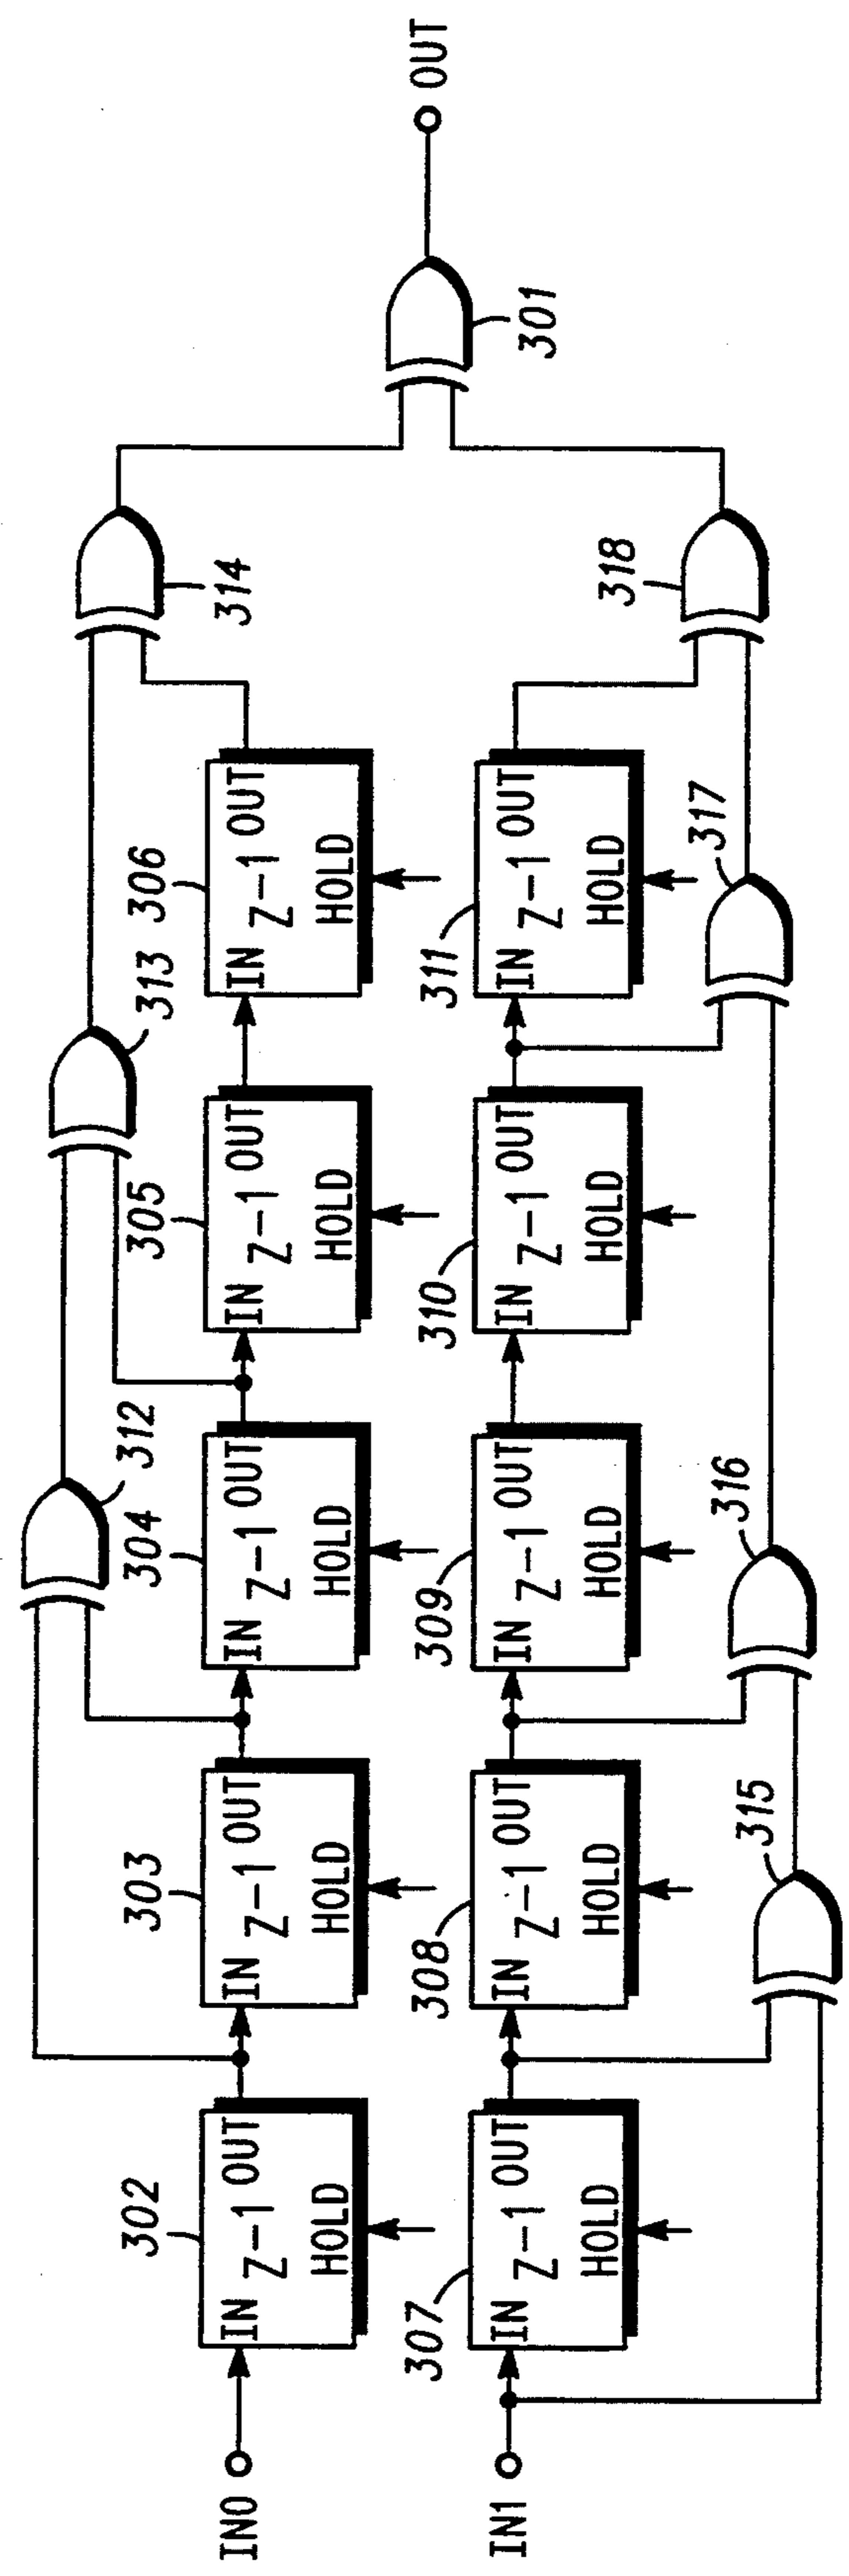 312
313
314
IN0
302
IN Z-1 OUT
HOLD
303
IN Z-1 OUT
HOLD
304
IN Z-1 OUT
HOLD
305
IN Z-1 OUT
HOLD
306
IN Z-1 OUT
HOLD
301
OUT
IN1
307
IN Z-1 OUT
HOLD
308
IN Z-1 OUT
HOLD
309
IN Z-1 OUT
HOLD
310
IN Z-1 OUT
HOLD
311
IN Z-1 OUT
HOLD
318
317
316
315